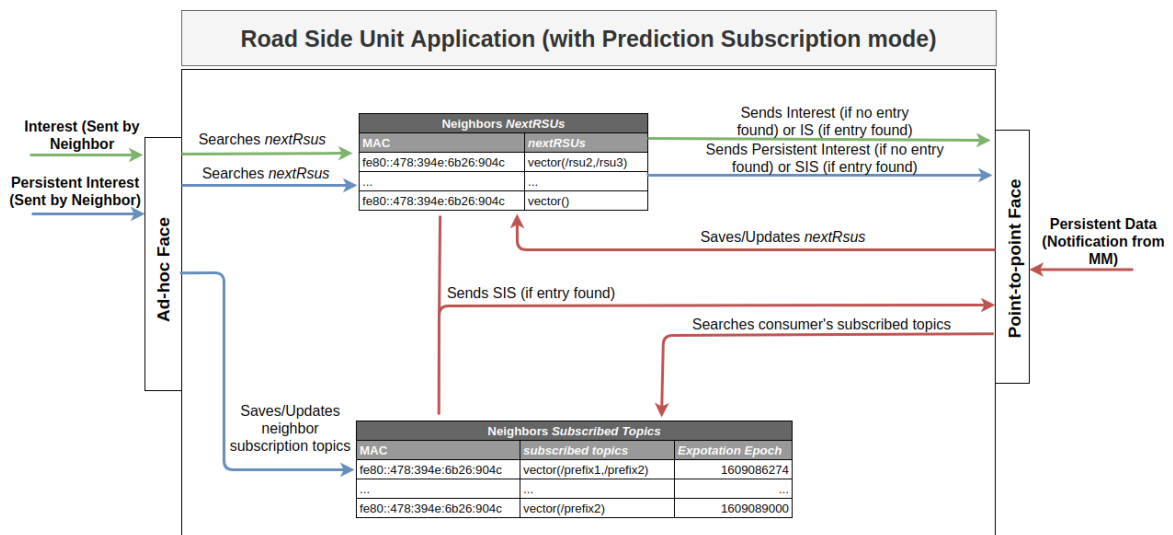 Road Side Unit Application (with Prediction Subscription mode)
Interest (Sent by
Neighbor)
Persistent Interest
(Sent by Neighbor)
Ad-hoc Face
Searches nextRsus
Searches nextRsus
Neighbors NextRSUs
MAC nextRSUs
fe80::478:394e:6b26:904c vector(/rsu2,/rsu3)
... ...
fe80::478:394e:6b26:904c vector()
Sends Interest (if no entry
found) or IS (if entry found)
Sends Persistent Interest (if no entry
found) or SIS (if entry found)
Point-to-point Face
Persistent Data
(Notification from
MM)
Saves/Updates nextRsus
Sends SIS (if entry found)
Searches consumer's subscribed topics
Saves/Updates
neighbor
subscription topics
Neighbors Subscribed Topics
MAC subscribed topics Expotation Epoch
fe80::478:394e:6b26:904c vector(/prefix1,/prefix2) 1609086274
... ... ...
fe80::478:394e:6b26:904c vector(/prefix2) 1609089000